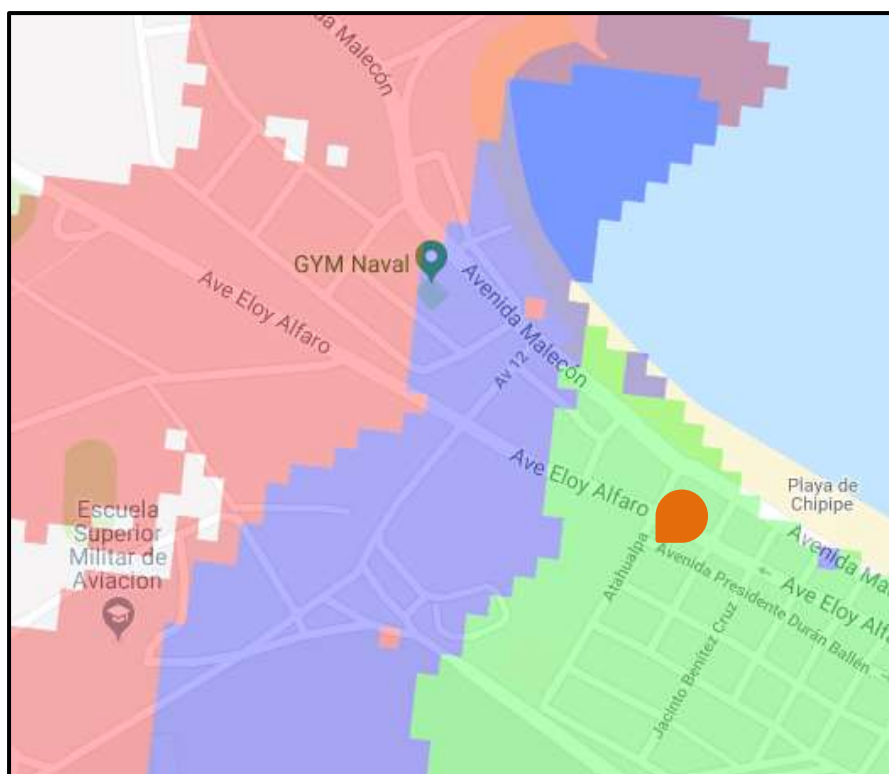 Avenida Malecón
GYM Naval
Ave Eloy Alfaro
Avenida Malecón
Av 12
Ave Eloy Alfaro
Playa de
Chipipe
Escuela
Superior
Militar de
Aviacion
Atahualpa
Avenida Presidente Durán Ballén
Avenida Ma
Ave Eloy Alfa
Jacinto Benítez Cruz